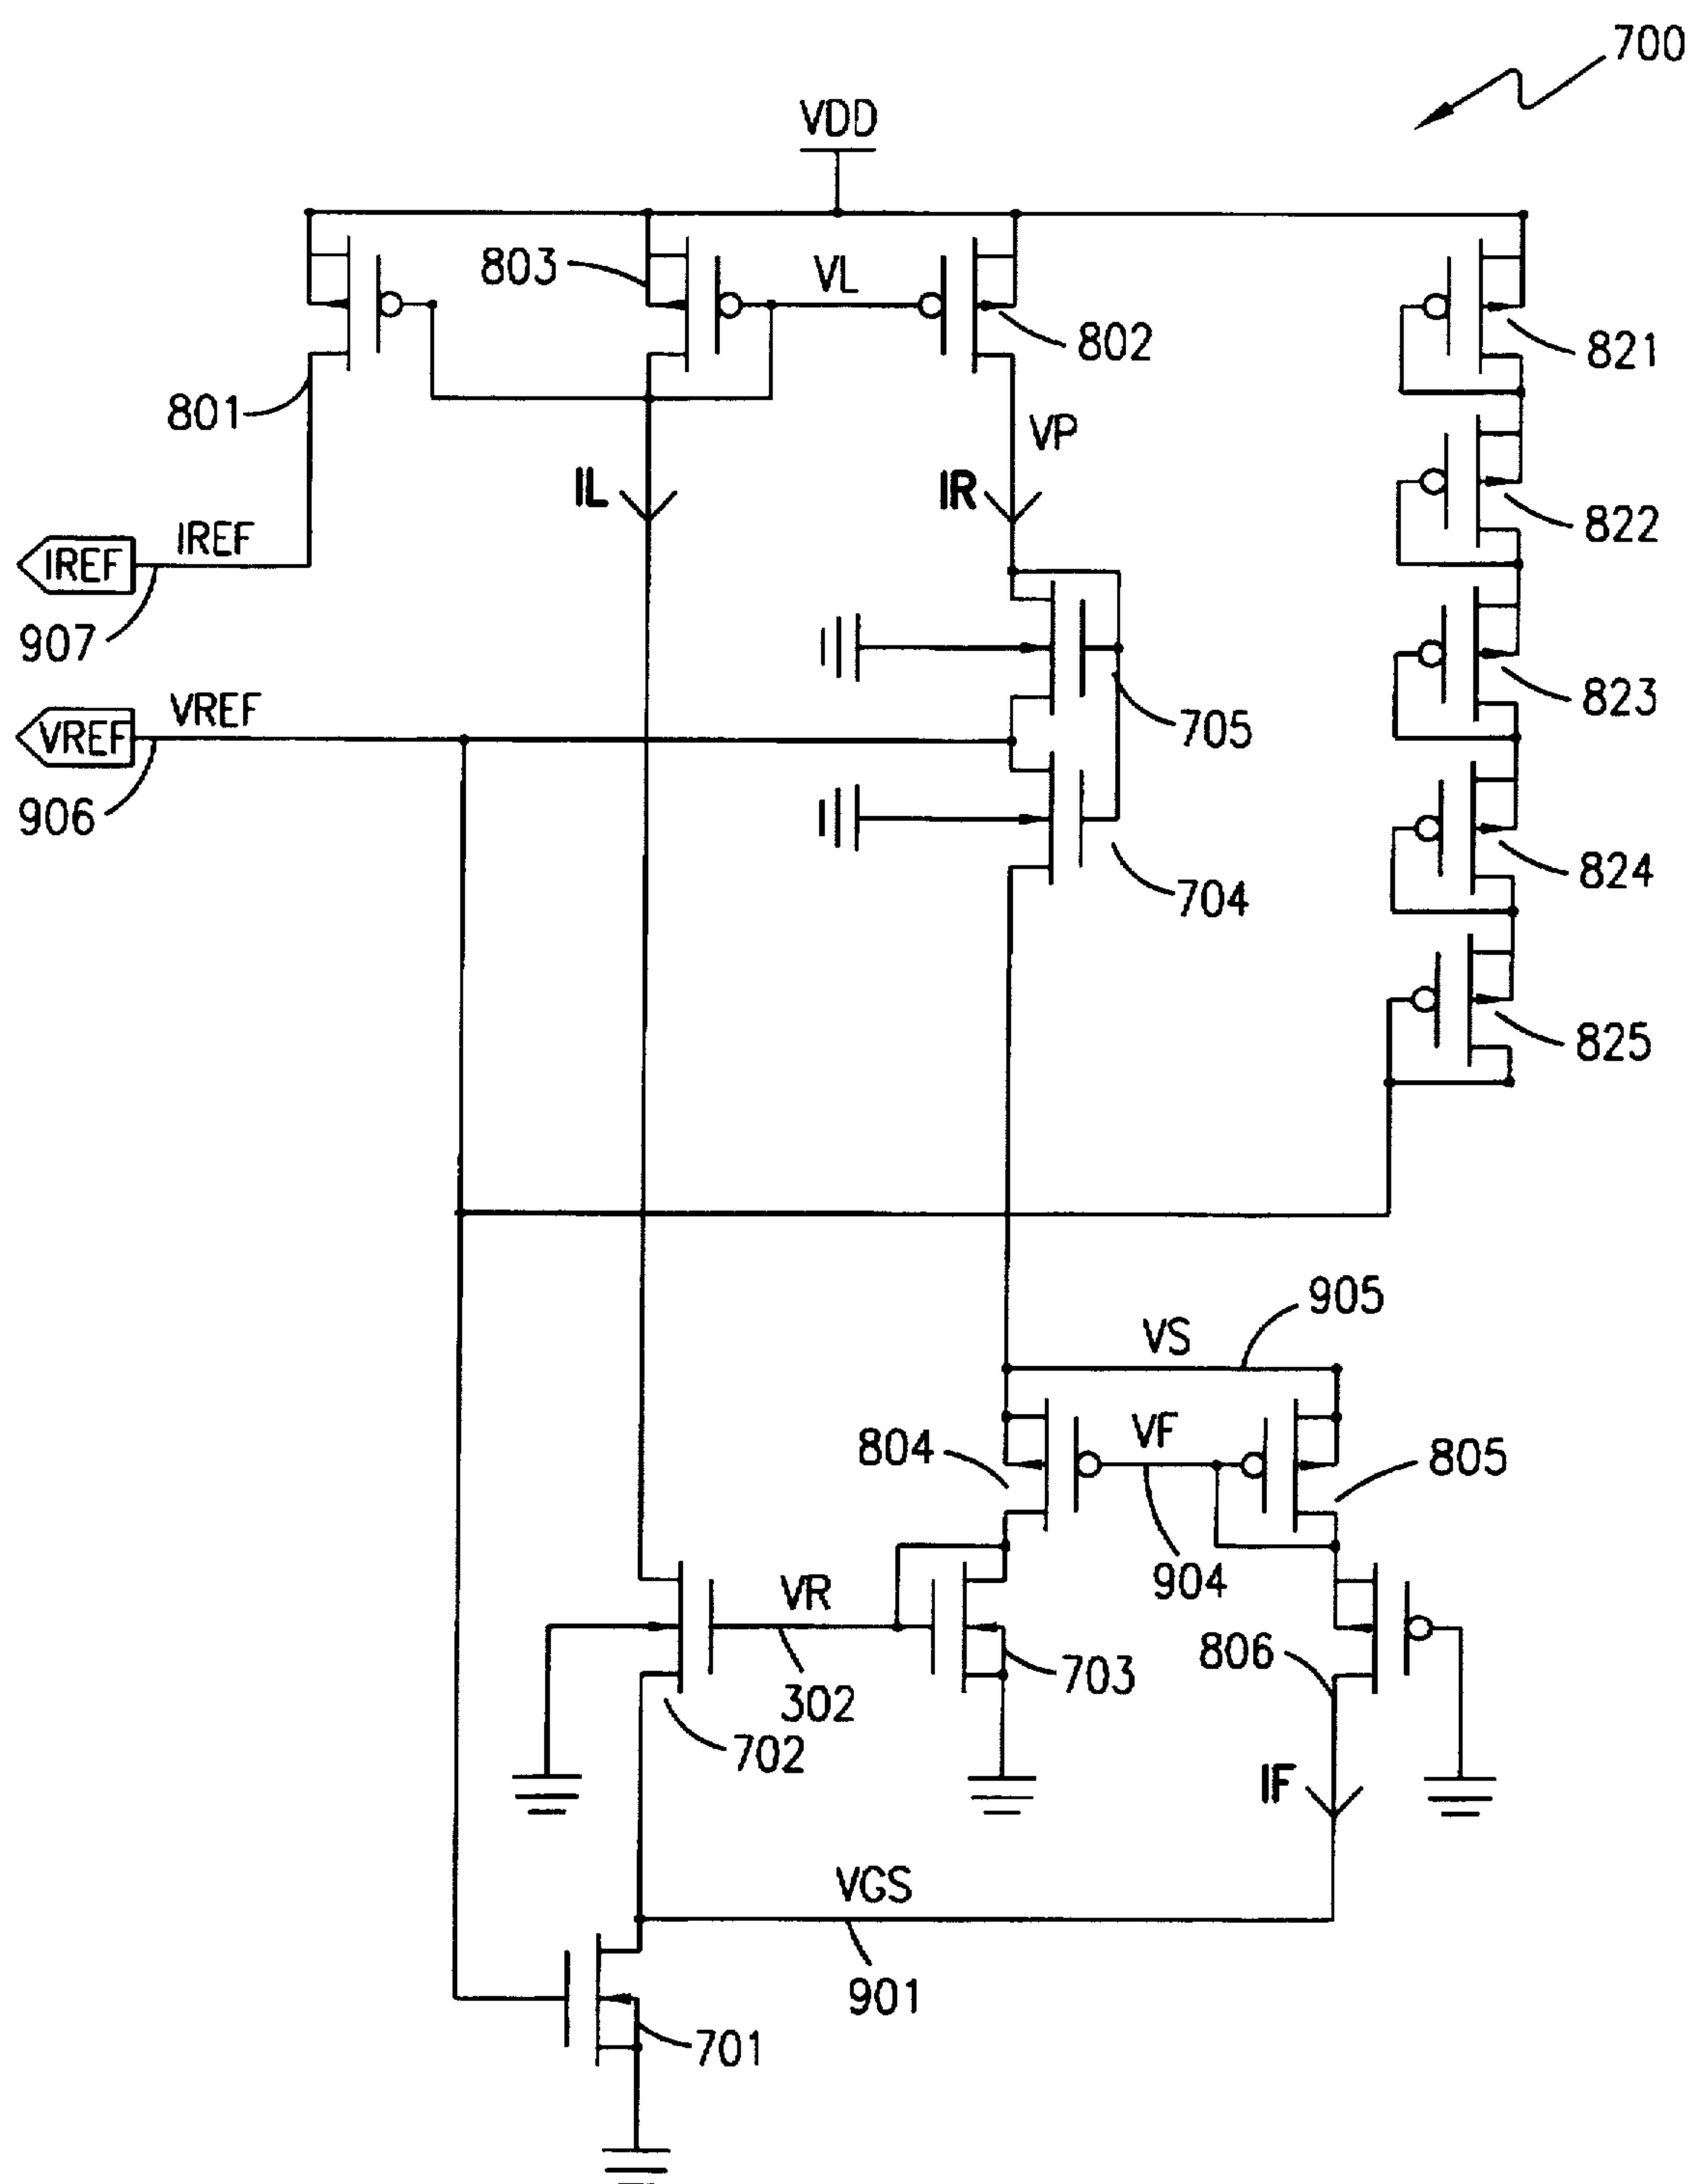 700
VDD
803
VL
802
821
801
VP
IL
IR
822
IREF
IREF
907
823
VREF
VREF
705
906
824
704
825
905
VS
804
VF
805
904
VR
806
703
302
702
IF
VGS
901
701